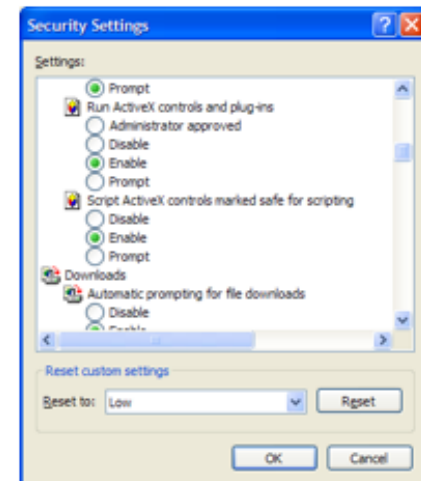 Security Settings
Settings:
Prompt
Run ActiveX controls and plug-ins
Administrator approved
Disable
Enable
Prompt
Script ActiveX controls marked safe for scripting
Disable
Enable
Prompt
Downloads
Automatic prompting for file downloads
Disable
Enable
Reset custom settings
Reset to: Low Reset
OK Cancel